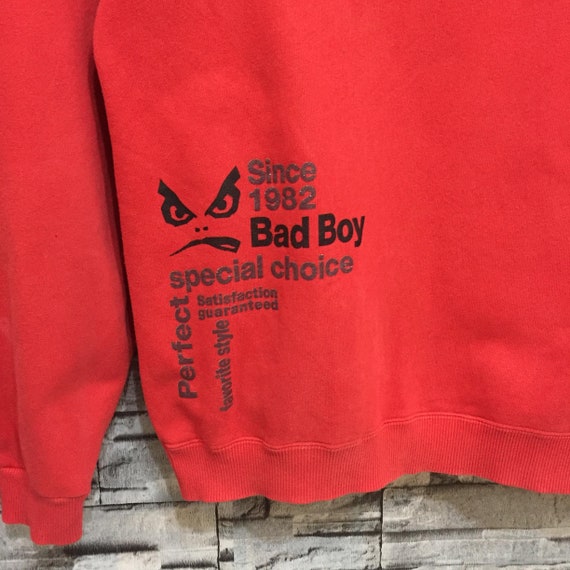 Since
1982
Bad Boy
special choice
Satisfaction
guaranteed
Perfect
favorite style